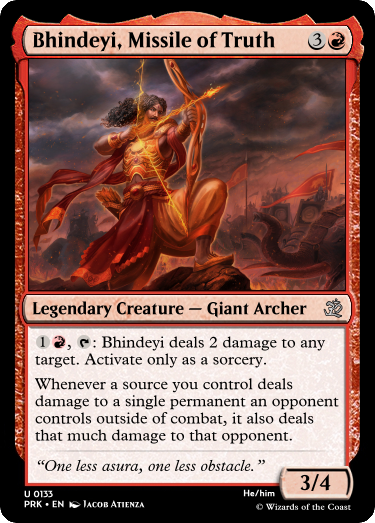 Bhindeyi, Missile of Truth 3
Legendary Creature — Giant Archer
1, : Bhindeyi deals 2 damage to any
target. Activate only as a sorcery.
Whenever a source you control deals
damage to a single permanent an opponent
controls outside of combat, it also deals
that much damage to that opponent.
“One less asura, one less obstacle.”
3/4
U 0133 He/him
PRK • EN Jacob Atienza © Wizards of the Coast